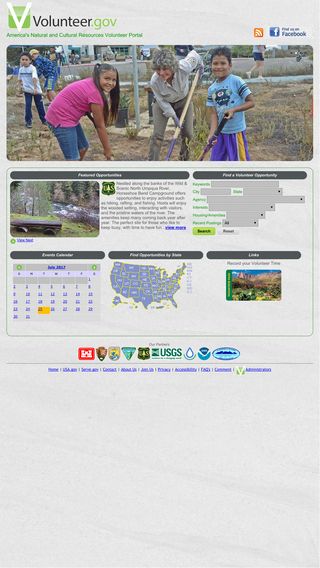 Volunteer.gov
America's Natural and Cultural Resources Volunteer Portal
Find us on
Facebook
Featured Opportunities
Nestled along the banks of the Wild &
Scenic North Umpqua River,
Horseshoe Bend Campground offers
opportunities to enjoy activities such
as hiking, rafting, and fishing. Hosts will enjoy
the wooded setting, interacting with visitors,
and the pristine waters of the river. The
amenities keep many coming back year after
year. The perfect site for those who like to
keep busy, with time to have fun... view more
View Next
Find a Volunteer Opportunity
Keywords
City State
Agency
Interests
Housing/Amenities
Recent Postings All
Search Reset
Events Calendar
July 2017
S M T W T F S
1
2 3 4 5 6 7 8
9 10 11 12 13 14 15
16 17 18 19 20 21 22
23 24 25 26 27 28 29
30 31
Find Opportunities by State
Links
Record your Volunteer Time
Our Partners
USGS
Home | USA.gov | Serve.gov | Contact | About Us | Join Us | Privacy | Accessibility | FAQ's | Comment | Administrators